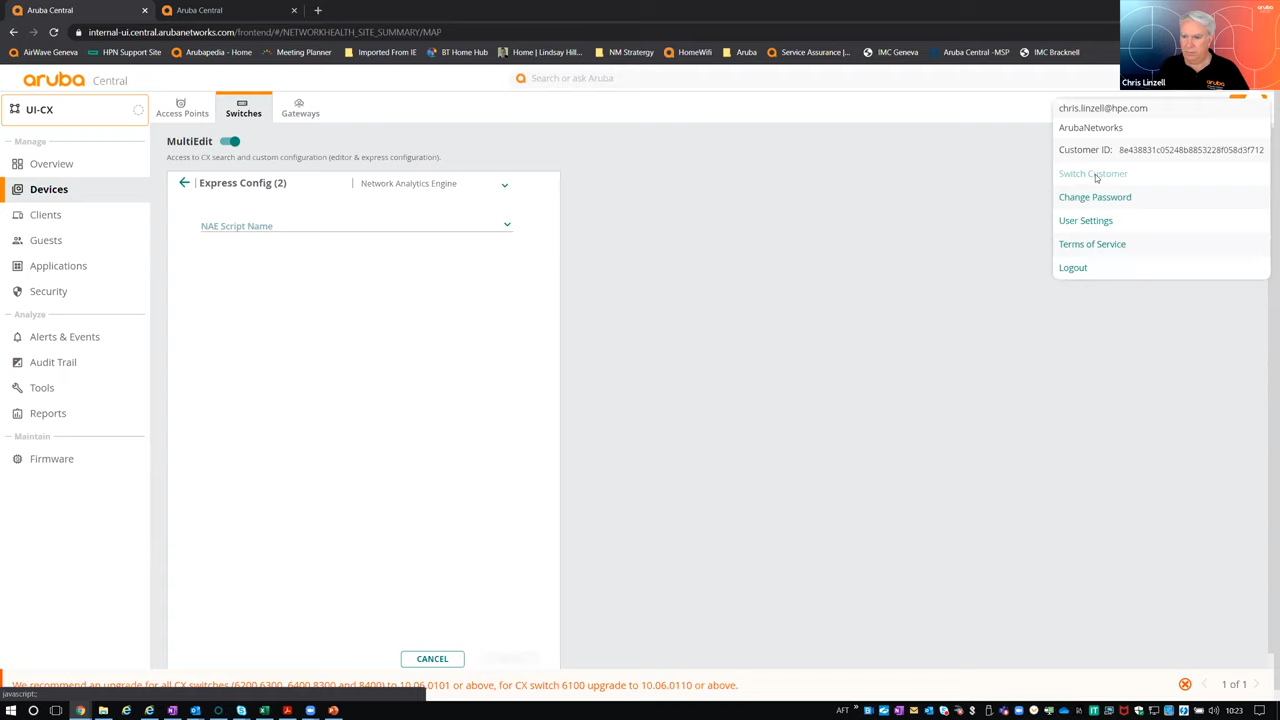 Aruba Central
Aruba Central
internal-ui.central.arubanetworks.com/frontend/#/NETWORKHEALTH_SITE_SUMMARY/MAP
AirWave Geneva
HPN Support Site
Arubapedia - Home
Meeting Planner
Imported From IE
BT Home Hub
Home | Lindsay Hill...
NM Stratergy
HomeWifi
Aruba
Service Assurance |...
IMC Geneva
Aruba Central -MSP
IMC Bracknell
Chris Linzell
aruba
Central
Search or ask Aruba
UI-CX
Access Points
Switches
Gateways
chris.linzell@hpe.com
ArubaNetworks
Customer ID: 8e438831c05248b8853228f058d3f712
Switch Customer
Change Password
User Settings
Terms of Service
Logout
Manage
Overview
Devices
Clients
Guests
Applications
Security
Analyze
Alerts & Events
Audit Trail
Tools
Reports
Maintain
Firmware
MultiEdit
Access to CX search and custom configuration (editor & express configuration).
Express Config (2)
Network Analytics Engine
NAE Script Name
CANCEL
We recommend an upgrade for all CX switches (6200,6300, 6400,8300 and 8400) to 10.06.0101 or above, for CX switch 6100 upgrade to 10.06.0110 or above.
1 of 1
javascript:;
AFT
10:23